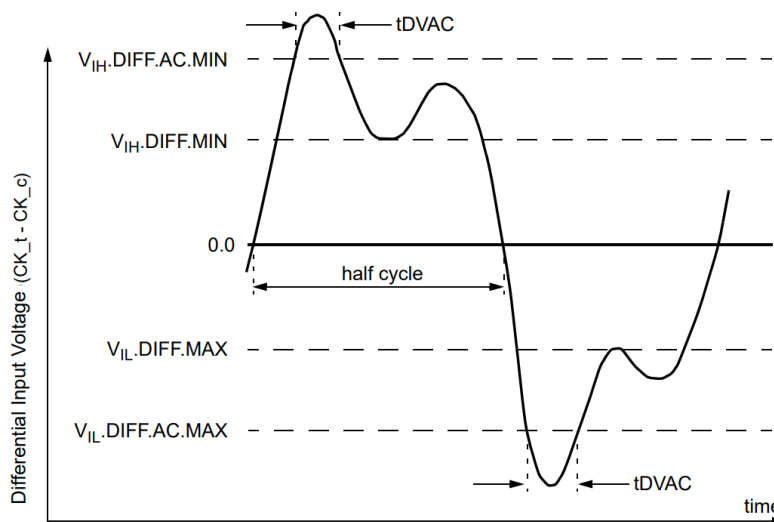 tDVAC
VIH.DIFF.AC.MIN
VIH.DIFF.MIN
Differential Input Voltage (CK_t - CK_c)
0.0
half cycle
VIL.DIFF.MAX
VIL.DIFF.AC.MAX
tDVAC
time